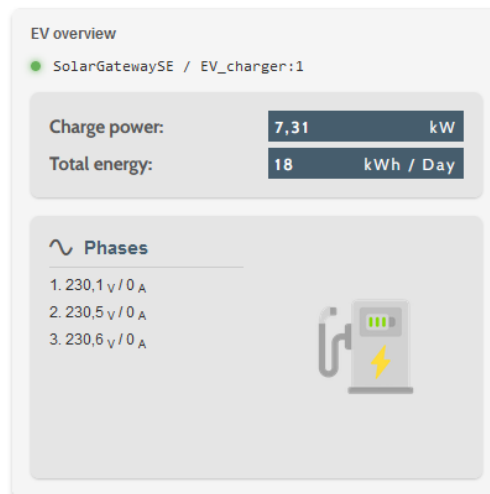 EV overview
SolarGatewaySE / EV_charger:1
Charge power: 7,31 kW
Total energy: 18 kWh / Day
Phases
1. 230,1 V / 0 A
2. 230,5 V / 0 A
3. 230,6 V / 0 A